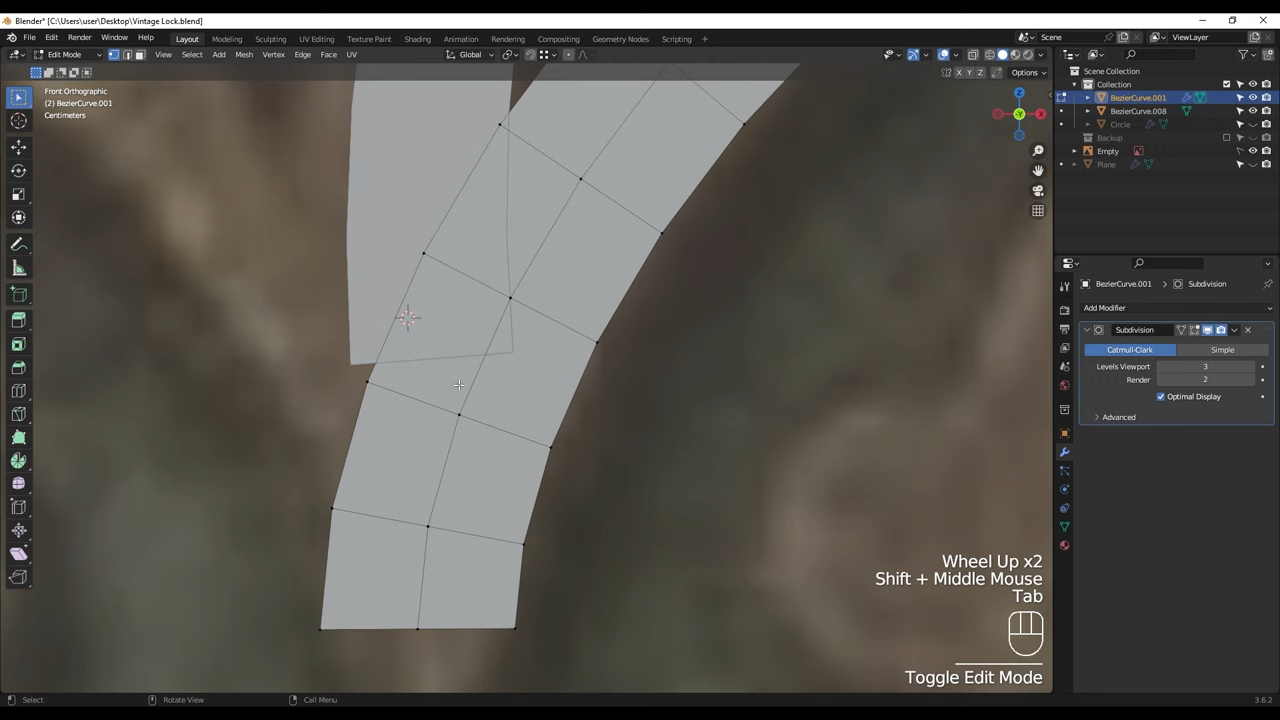 Blender* [C:\Users\user\Desktop\Vintage Lock.blend]
File Edit Render Window Help Layout Modeling Sculpting UV Editing Texture Paint Shading Animation Rendering Compositing Geometry Nodes Scripting + Scene ViewLayer
Edit Mode View Select Add Mesh Vertex Edge Face UV Global
X Y Z Options
Front Orthographic
(2) BezierCurve.001
Centimeters
Z
Y
X
Scene Collection
Collection
BezierCurve.001
BezierCurve.008
Circle
Backup
Empty
Plane
BezierCurve.001 > Subdivision
Add Modifier
Subdivision
Catmull-Clark Simple
Levels Viewport 3
Render 2
Optimal Display
Advanced
Wheel Up x2
Shift + Middle Mouse
Tab
Toggle Edit Mode
Select Rotate View Call Menu 3.6.2